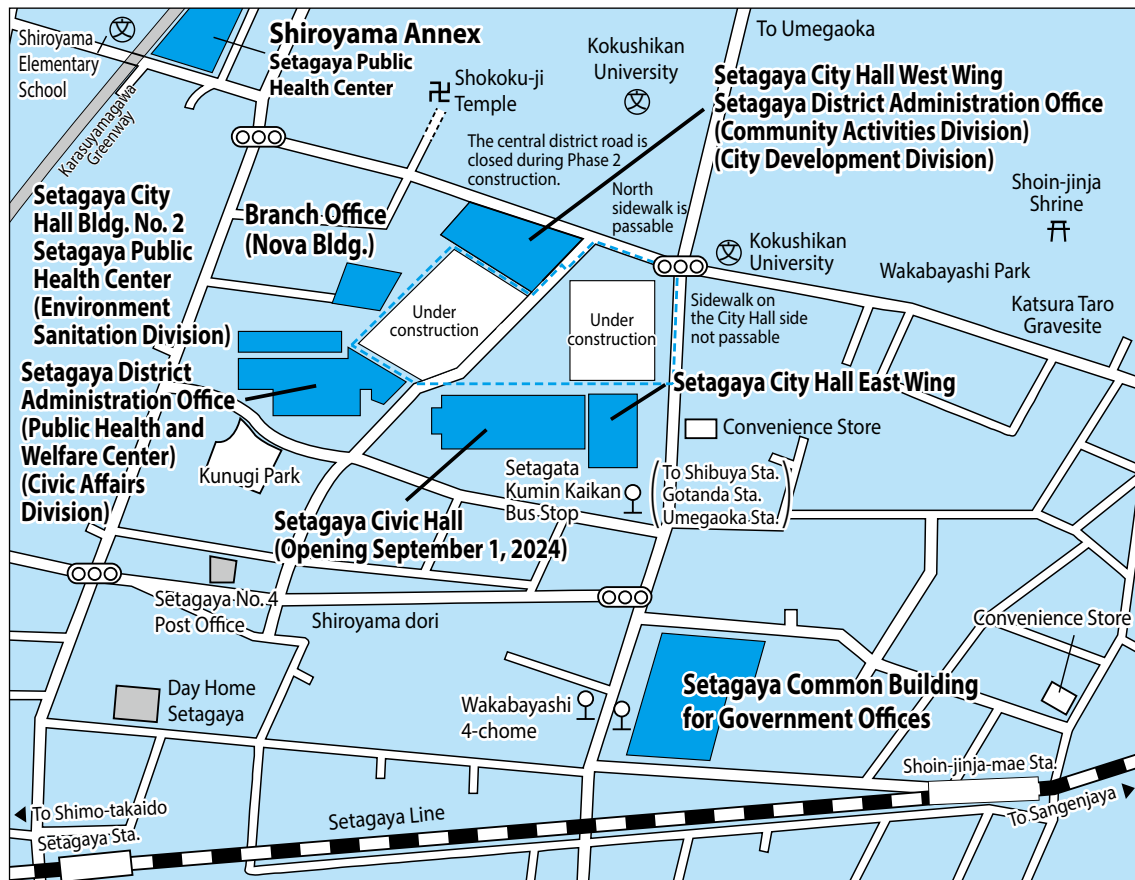 Shiroyama
Elementary
School
文
Shiroyama Annex
Setagaya Public
Health Center
Karasuyamagawa
Greenway
Shokoku-ji
Temple
卍
Kokushikan
University
文
To Umegaoka
Setagaya City Hall West Wing
Setagaya District Administration Office
(Community Activities Division)
(City Development Division)
The central district road is
closed during Phase 2
construction.
North
sidewalk is
passable
Shoin-jinja
Shrine
Setagaya City
Hall Bldg. No. 2
Setagaya Public
Health Center
(Environment
Sanitation Division)
Branch Office
(Nova Bldg.)
文
Kokushikan
University
Wakabayashi Park
Katsura Taro
Gravesite
Under
construction
Under
construction
Sidewalk on
the City Hall side
not passable
Setagaya District
Administration Office
(Public Health and
Welfare Center)
(Civic Affairs
Division)
Setagaya City Hall East Wing
Convenience Store
Kunugi Park
Setagata
Kumin Kaikan
Bus Stop
(To Shibuya Sta.
Gotanda Sta.
Umegaoka Sta.)
Setagaya Civic Hall
(Opening September 1, 2024)
Setagaya No. 4
Post Office
Shiroyama dori
Convenience Store
Day Home
Setagaya
Wakabayashi
4-chome
Setagaya Common Building
for Government Offices
Shoin-jinja-mae Sta.
To Shimo-takaido
Setagaya Sta.
Setagaya Line
To Sangenjaya